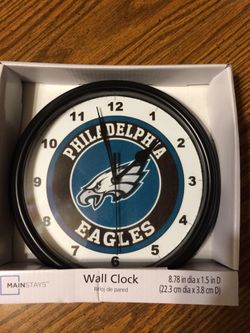 12
11
1
10
2
9
3
8
4
7
5
6
PHILADELPHIA
EAGLES
MAINSTAYS
Wall Clock
Reloj de pared
8.78 in dia x 1.5 in D
(22.3 cm dia x 3.8 cm D)